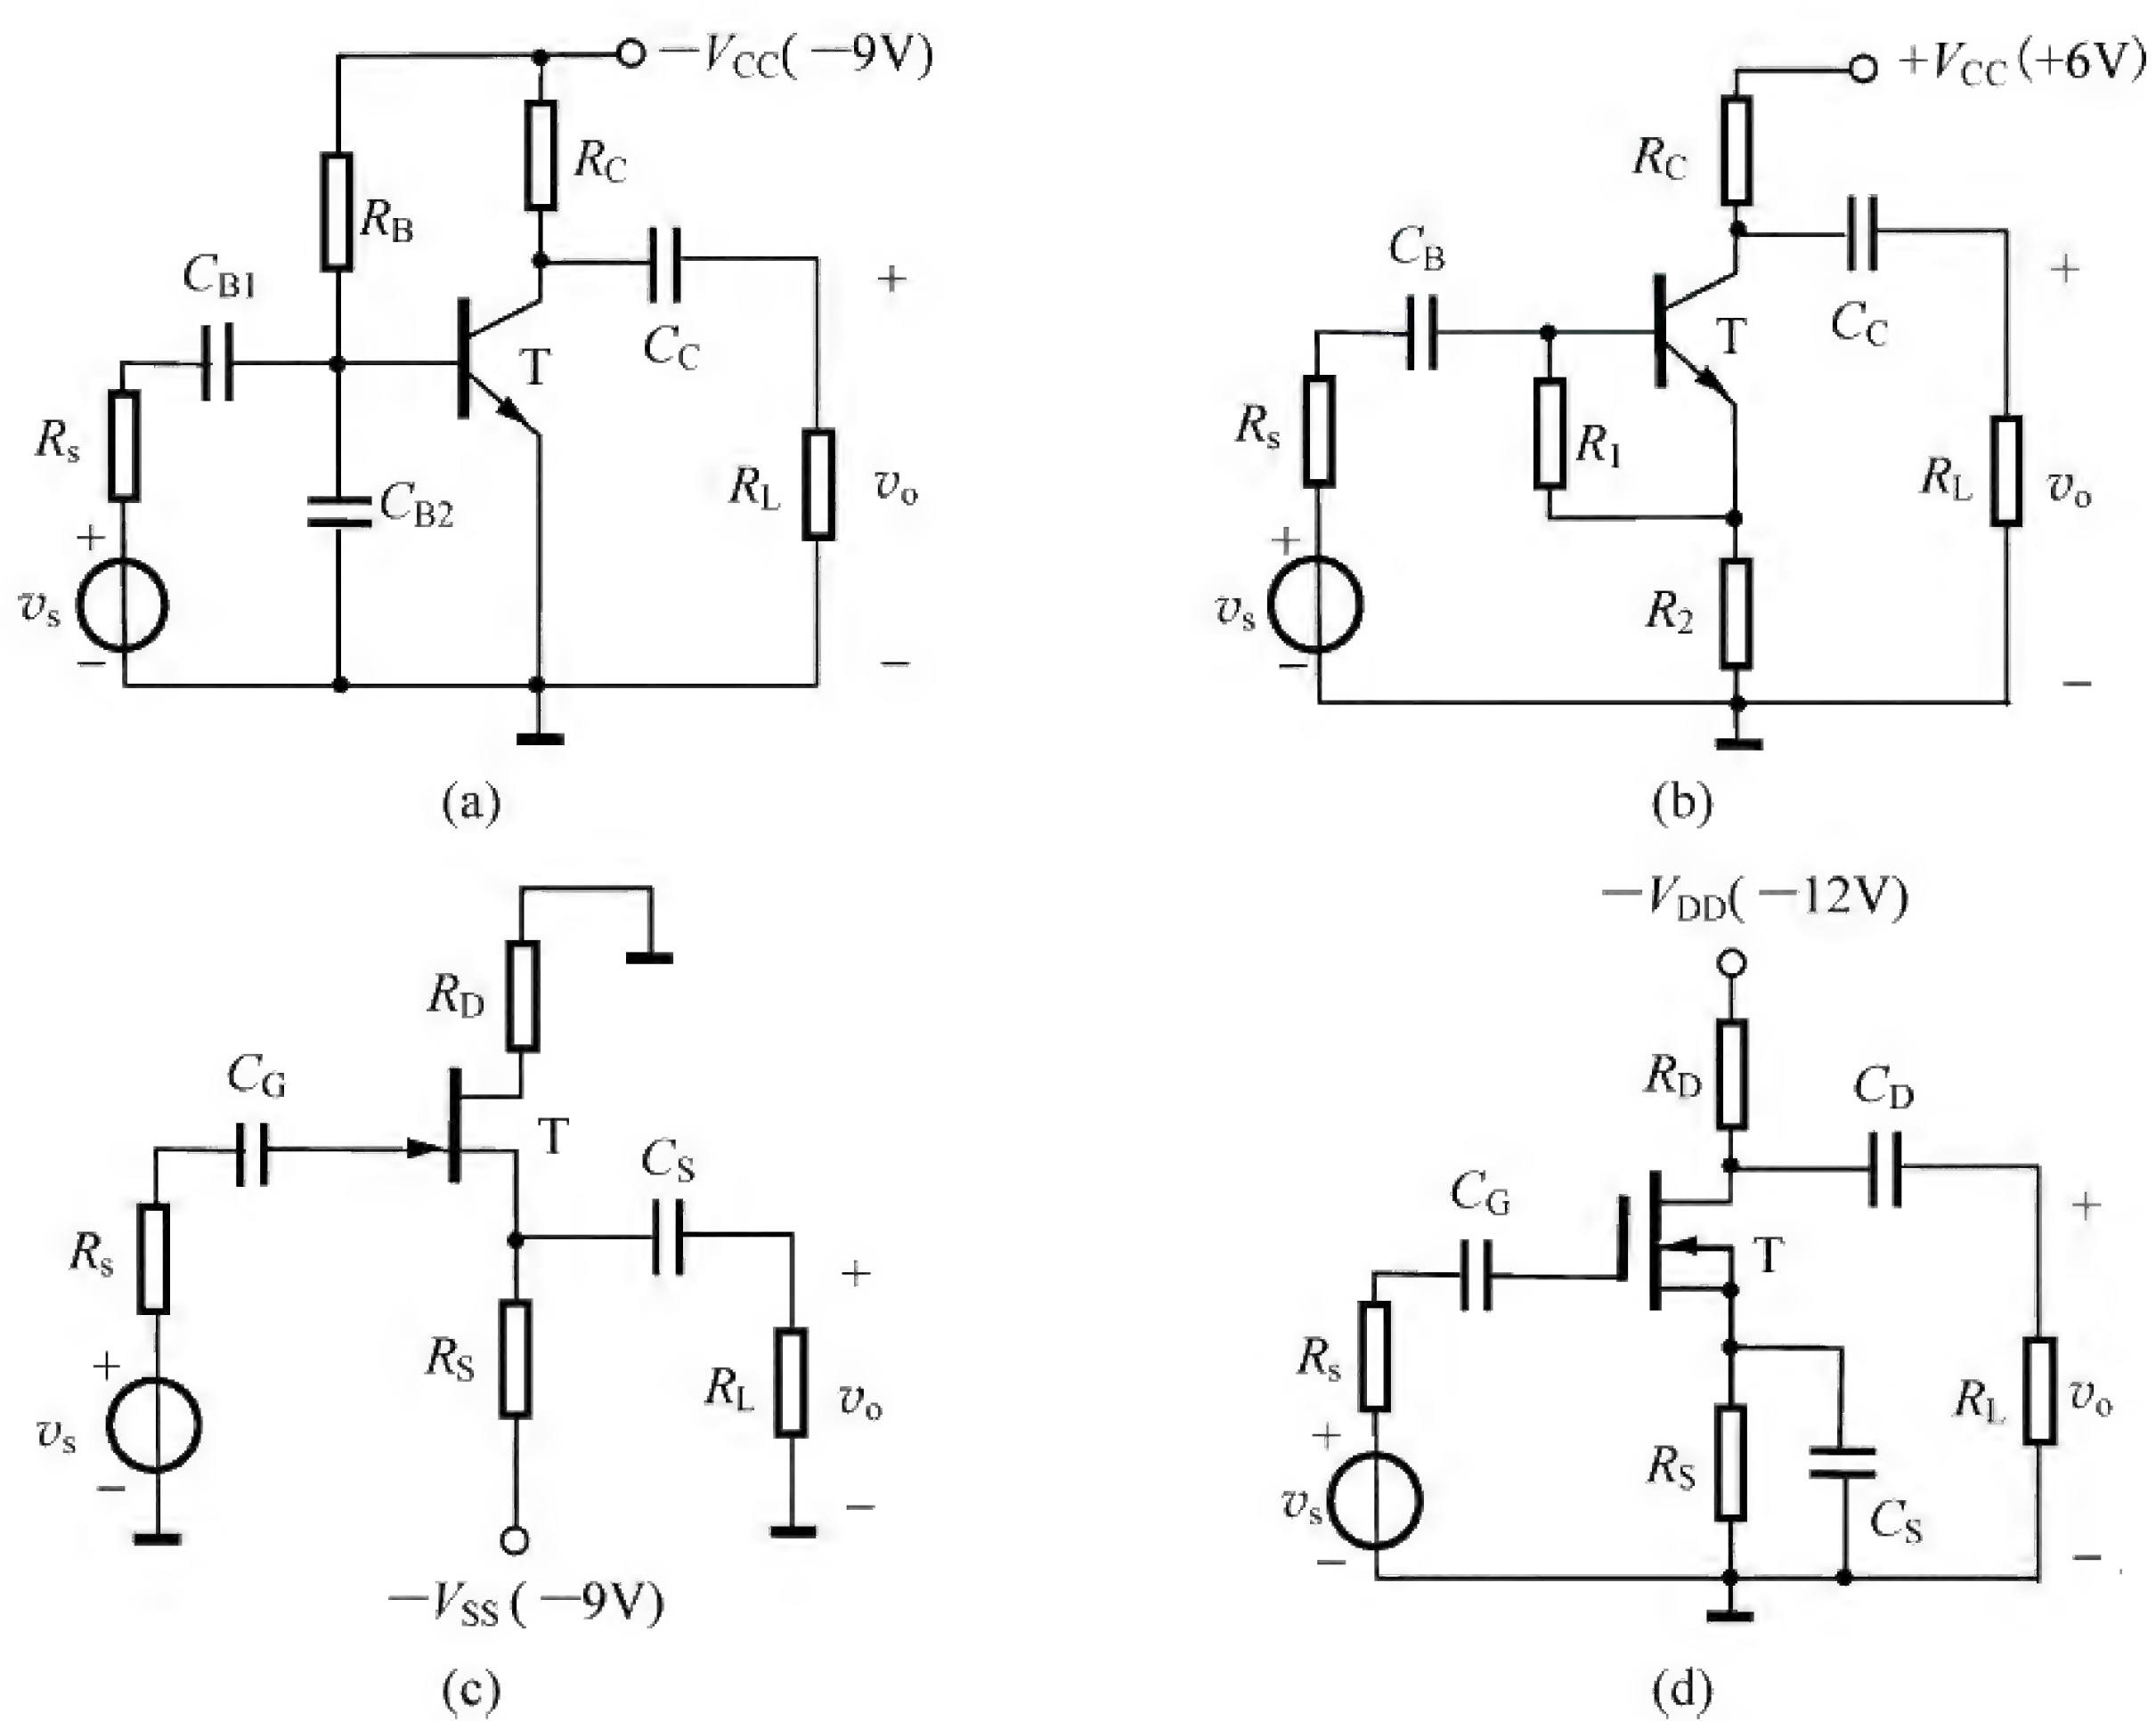 −VCC(−9V)
RC
RB
CB1
CC
T
Rs
CB2
RL
+
vo
−
+
vs
−
(a)
+VCC(+6V)
RC
CB
CC
T
Rs
R1
RL
+
vo
−
R2
+
vs
−
(b)
RD
CG
T
CS
Rs
RS
RL
+
vo
−
+
vs
−
−VSS(−9V)
(c)
−VDD(−12V)
RD
CD
CG
T
Rs
RL
+
vo
−
RS
CS
+
vs
−
(d)